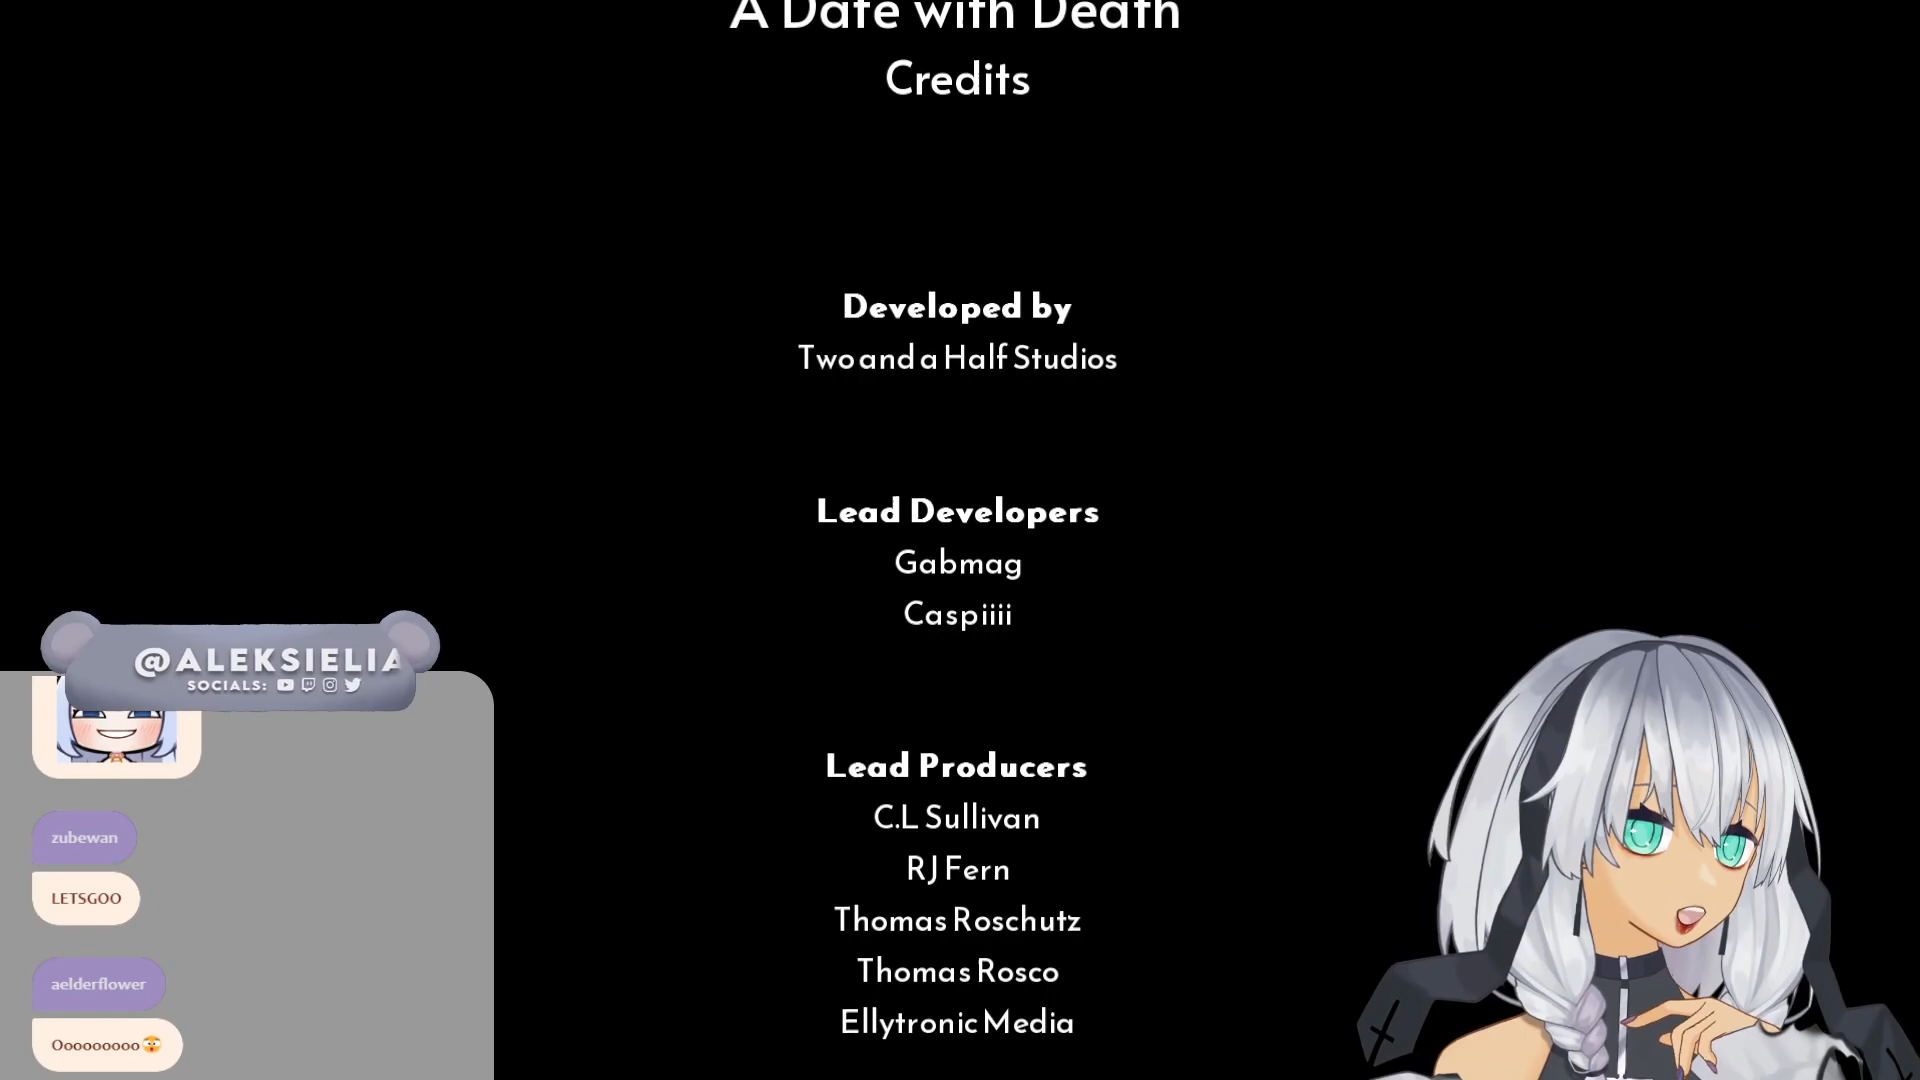 A Date with Death
Credits
Developed by
Two and a Half Studios
Lead Developers
Gabmag
Caspiiii
Lead Producers
C.L Sullivan
RJ Fern
Thomas Roschutz
Thomas Rosco
Ellytronic Media
@ALEKSIELIA
SOCIALS:
zubewan
LETSGOO
aelderflower
Ooooooooo😲